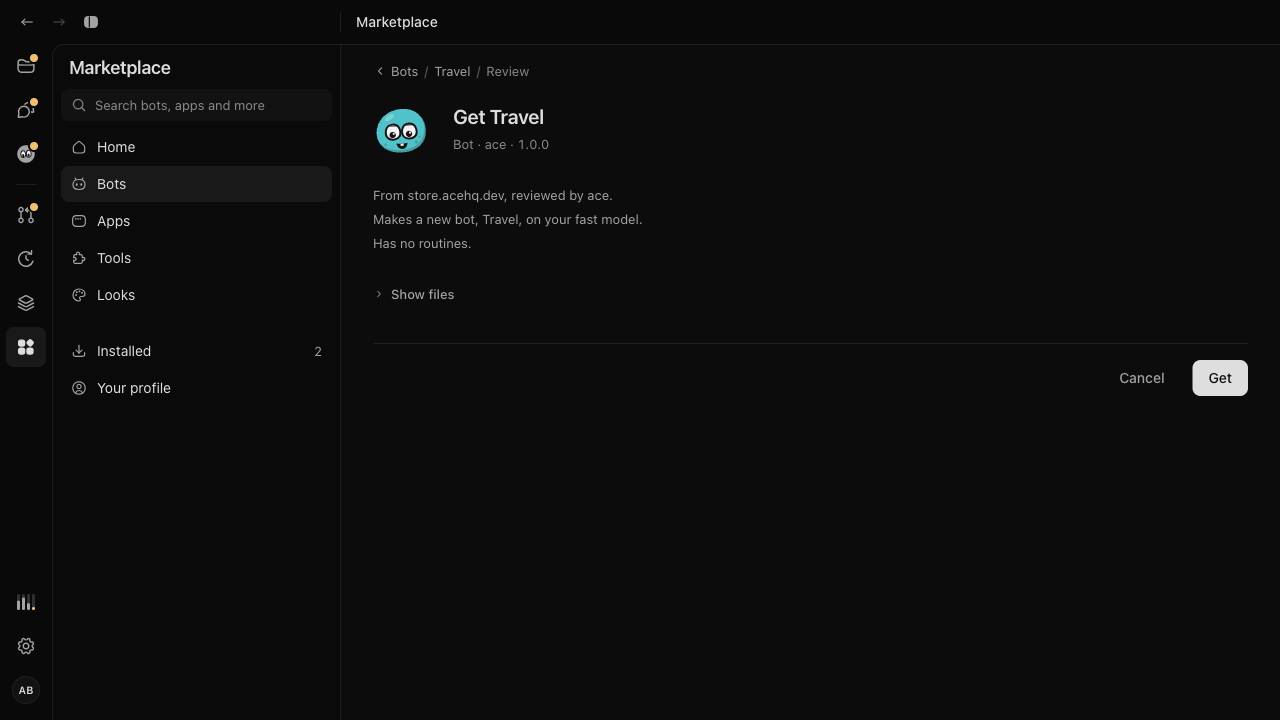 Marketplace
Marketplace
Search bots, apps and more
Home
Bots
Apps
Tools
Looks
Installed 2
Your profile
AB
Bots / Travel / Review
Get Travel
Bot · ace · 1.0.0
From store.acehq.dev, reviewed by ace.
Makes a new bot, Travel, on your fast model.
Has no routines.
Show files
Cancel
Get